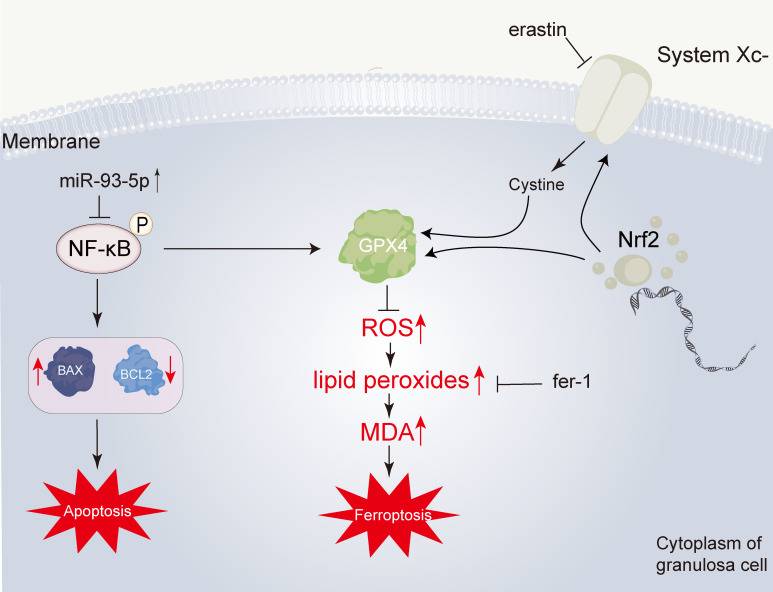 erastin
System Xc-
Membrane
miR-93-5p
Cystine
P
NF-κB
GPX4
Nrf2
ROS
BAX
BCL2
lipid peroxides
fer-1
MDA
Apoptosis
Ferroptosis
Cytoplasm of
granulosa cell